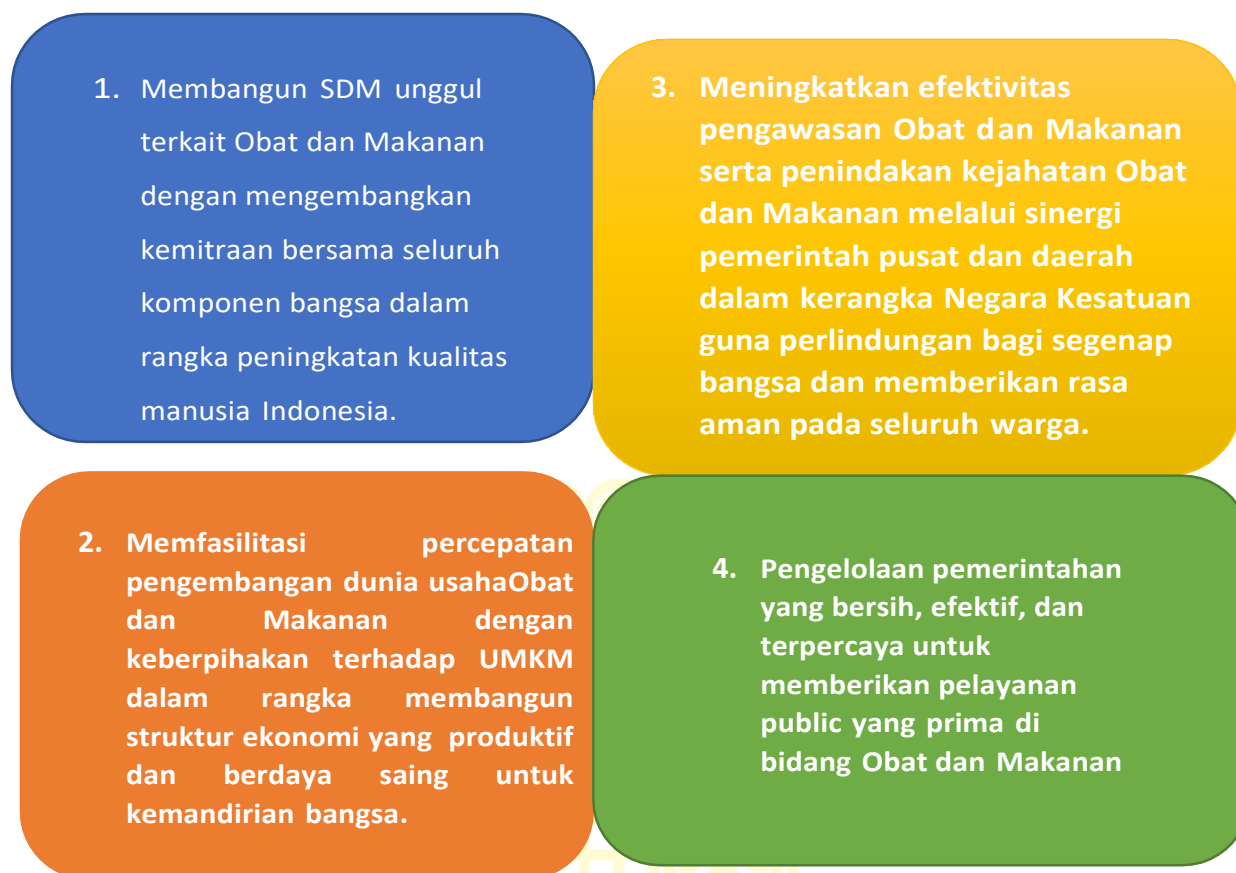 1. Membangun SDM unggul
terkait Obat dan Makanan
dengan mengembangkan
kemitraan bersama seluruh
komponen bangsa dalam
rangka peningkatan kualitas
manusia Indonesia.
2. Memfasilitasi percepatan
pengembangan dunia usahaObat
dan Makanan dengan
keberpihakan terhadap UMKM
dalam rangka membangun
struktur ekonomi yang produktif
dan berdaya saing untuk
kemandirian bangsa.
3. Meningkatkan efektivitas
pengawasan Obat dan Makanan
serta penindakan kejahatan Obat
dan Makanan melalui sinergi
pemerintah pusat dan daerah
dalam kerangka Negara Kesatuan
guna perlindungan bagi segenap
bangsa dan memberikan rasa
aman pada seluruh warga.
4. Pengelolaan pemerintahan
yang bersih, efektif, dan
terpercaya untuk
memberikan pelayanan
public yang prima di
bidang Obat dan Makanan